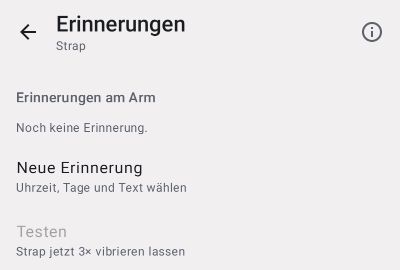 Erinnerungen
Strap
Erinnerungen am Arm
Noch keine Erinnerung.
Neue Erinnerung
Uhrzeit, Tage und Text wählen
Testen
Strap jetzt 3× vibrieren lassen